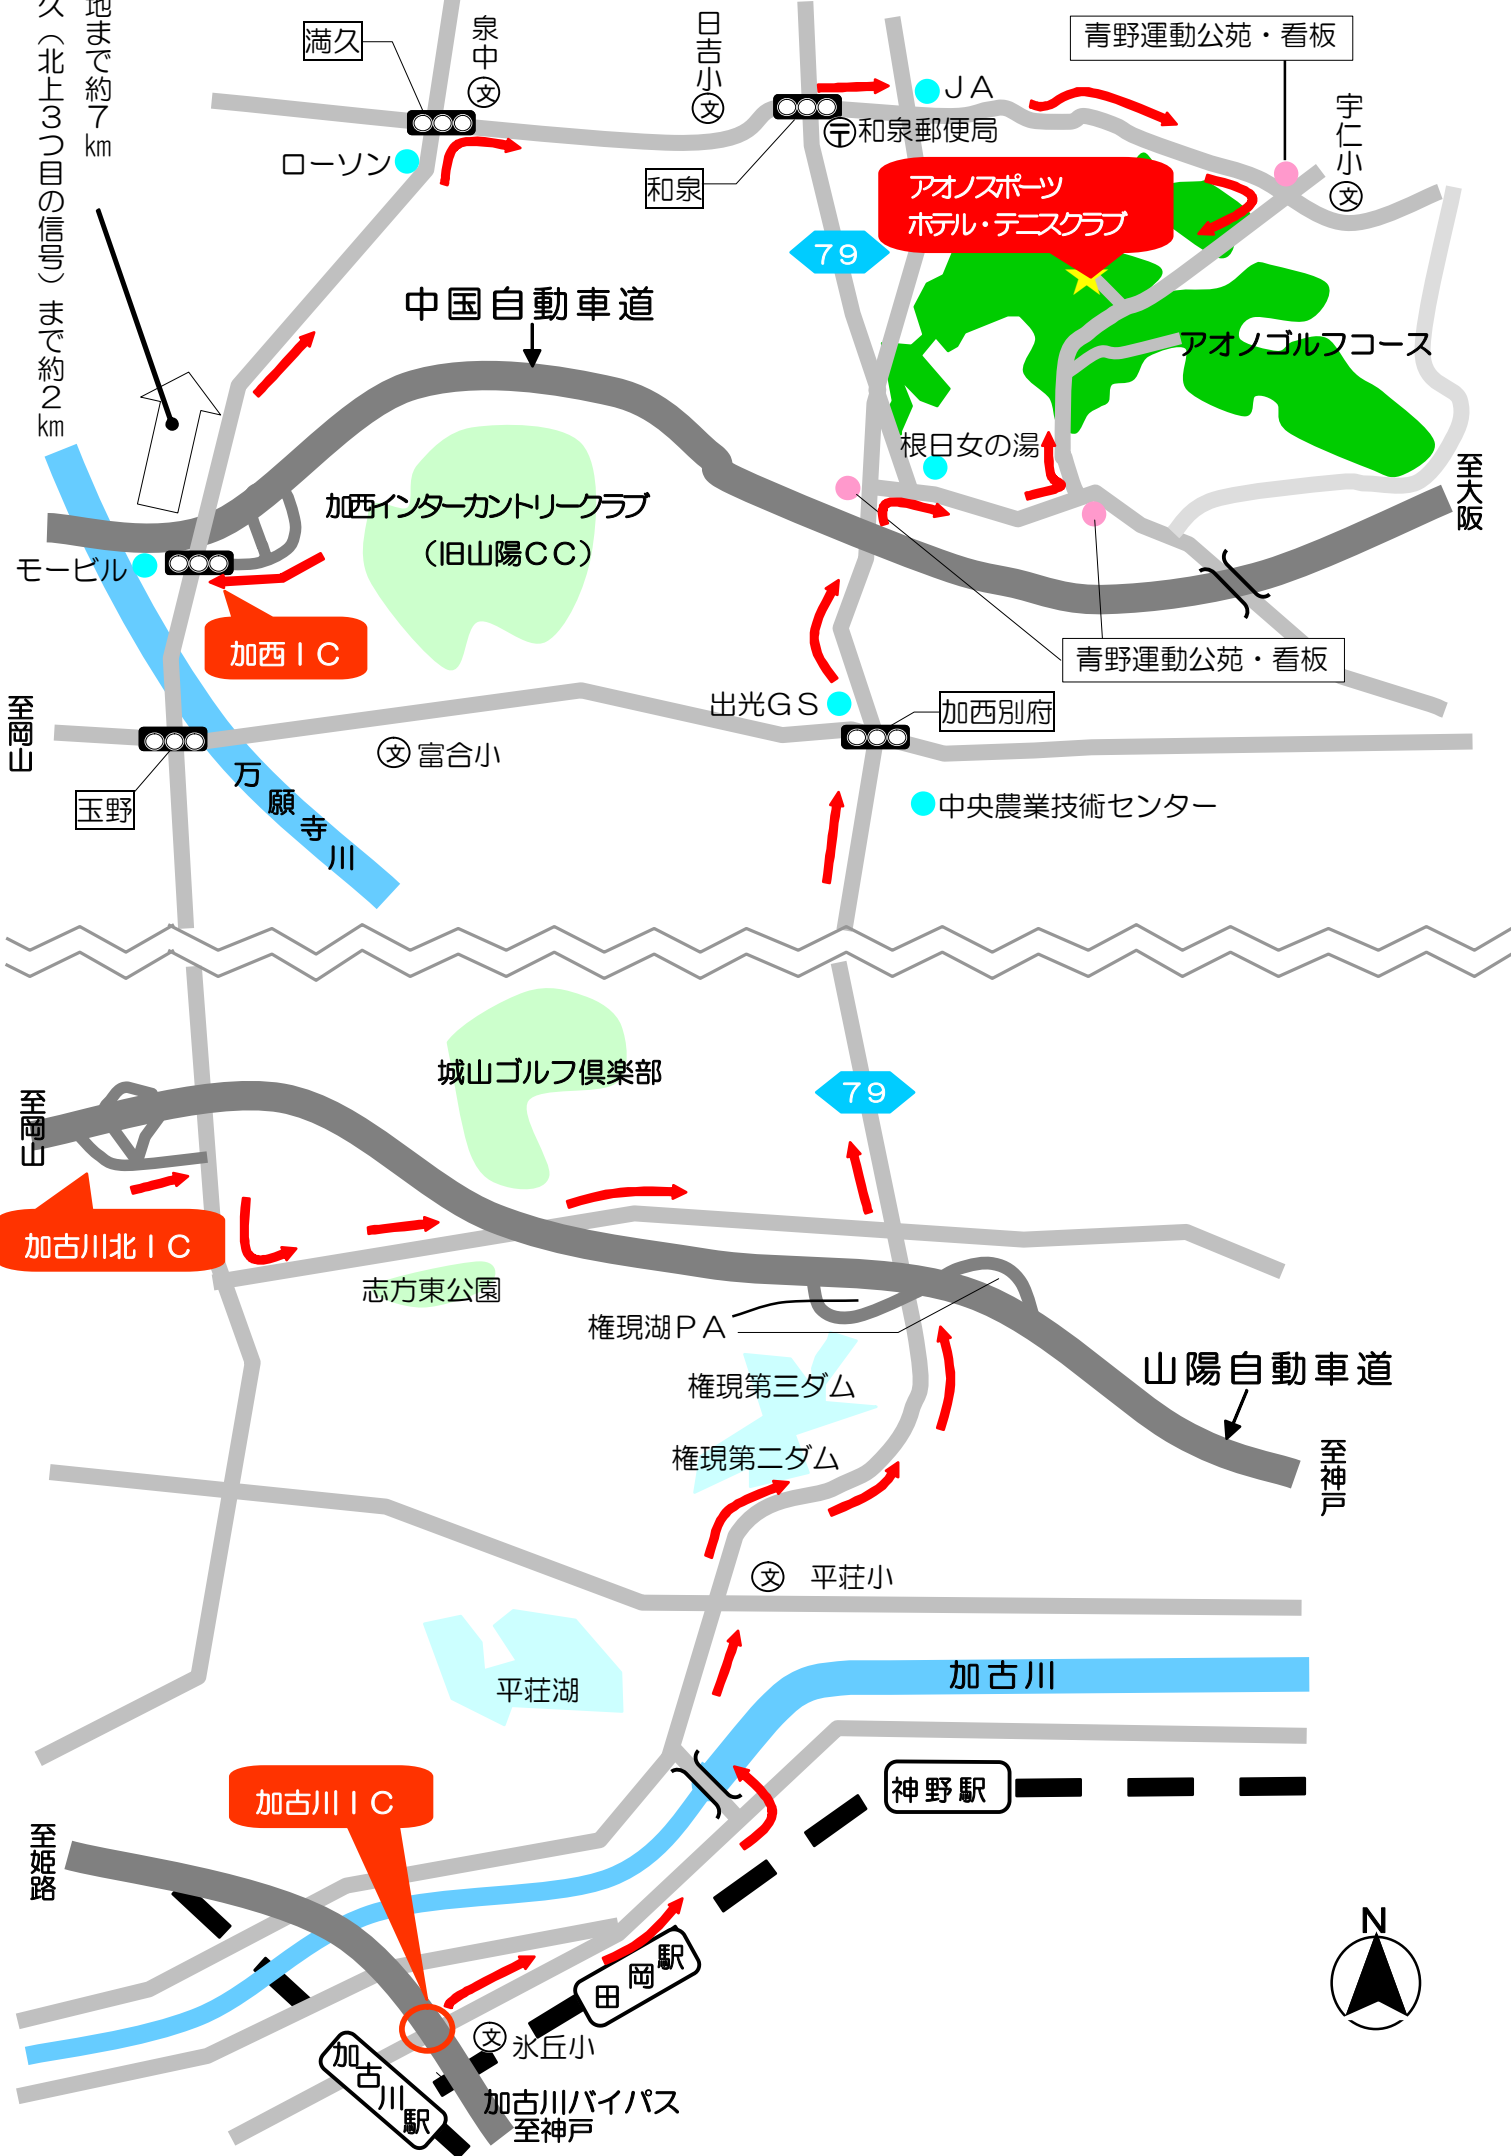 地まで約7km
久（北上3つ目の信号）まで約2km
満久
泉中
文
日吉小
文
青野運動公苑・看板
JA
〒和泉郵便局
宇仁小
文
ローソン
和泉
アオノスポーツ
ホテル・テニスクラブ
79
中国自動車道
アオノゴルフコース
根日女の湯
至大阪
加西インターカントリークラブ
（旧山陽CC）
モービル
加西IC
青野運動公苑・看板
至岡山
出光GS
加西別府
文 富合小
玉野
万願寺川
中央農業技術センター
城山ゴルフ倶楽部
79
至岡山
加古川北IC
志方東公園
権現湖PA
山陽自動車道
権現第三ダム
権現第二ダム
至神戸
文 平荘小
平荘湖
加古川
神野駅
加古川IC
至姫路
田岡駅
N
文 氷丘小
加古川駅
加古川バイパス
至神戸